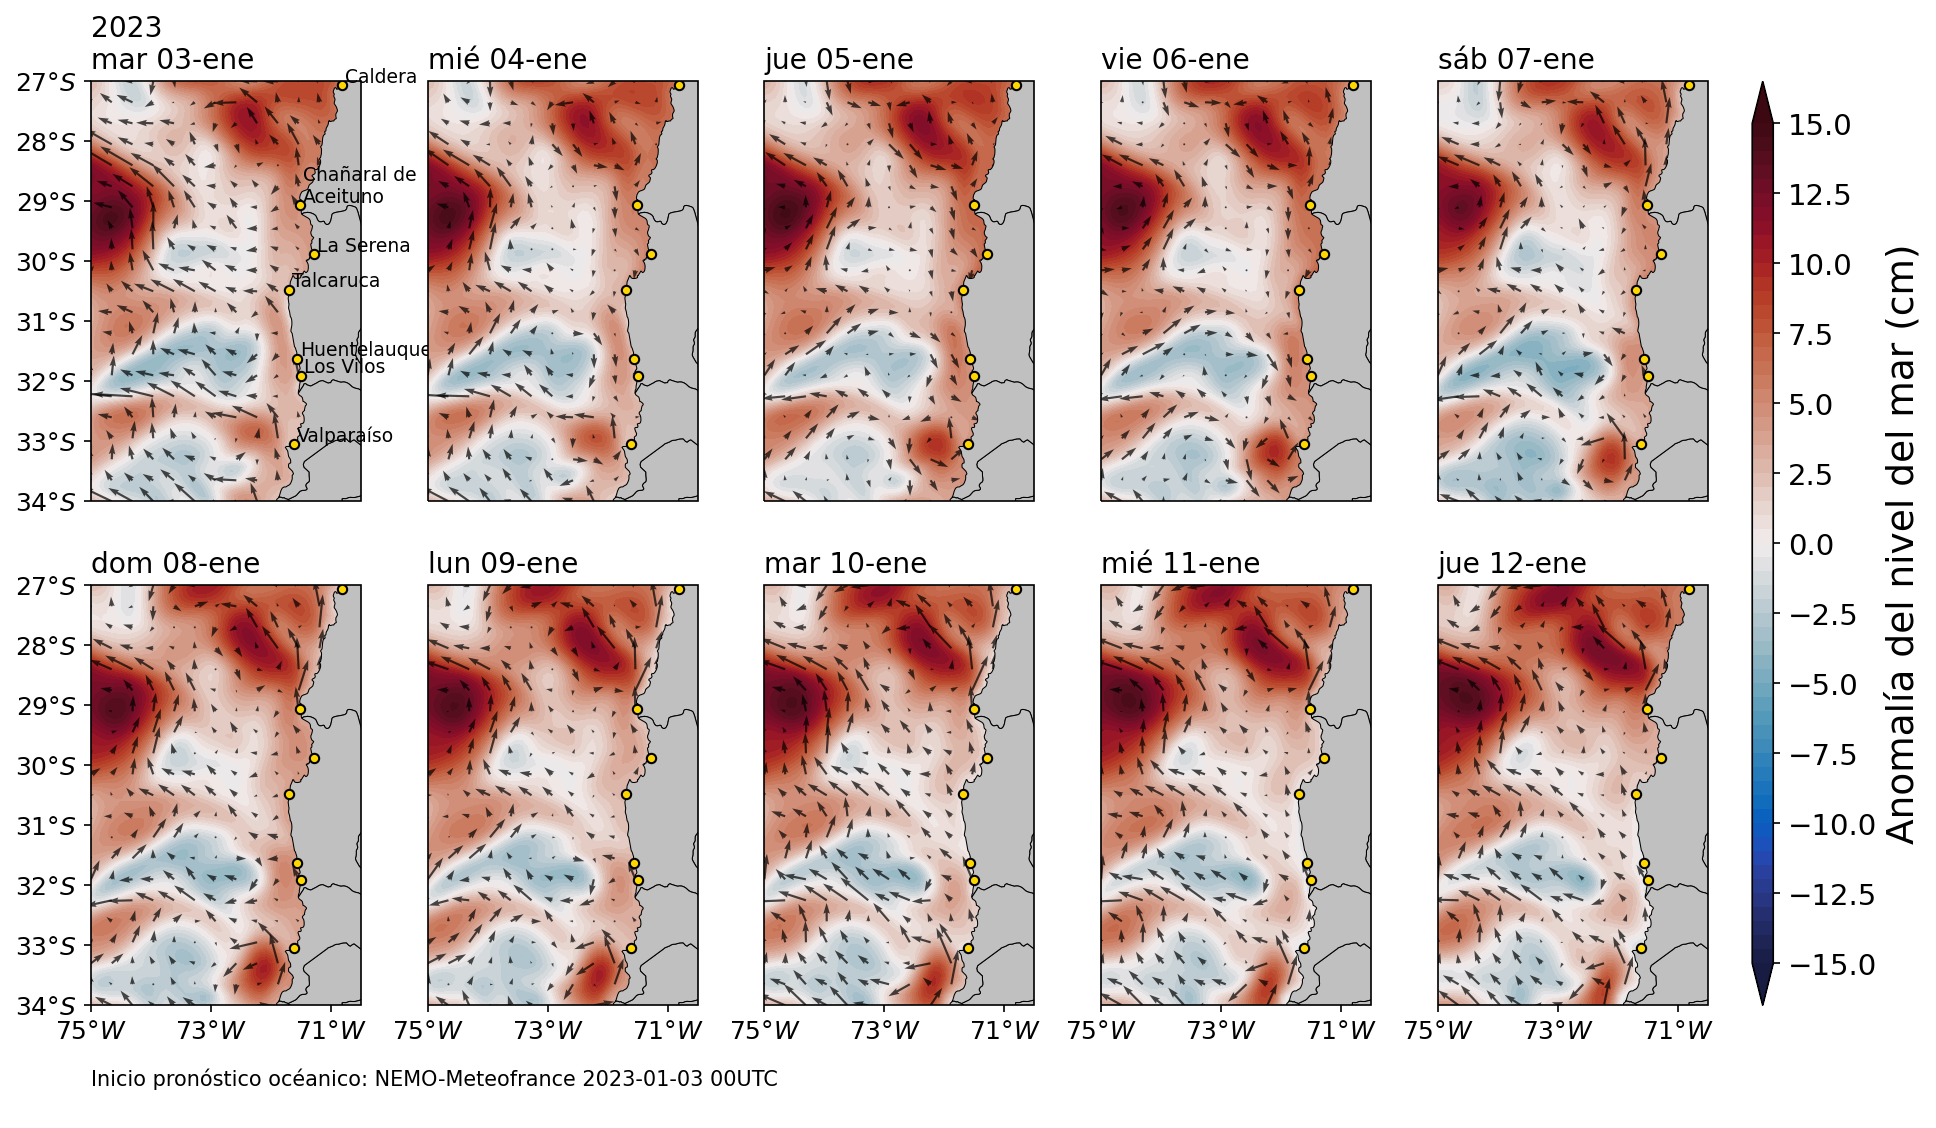 2023
mar 03-ene
mié 04-ene
jue 05-ene
vie 06-ene
sáb 07-ene
27°S
28°S
29°S
30°S
31°S
32°S
33°S
34°S
Caldera
Chañaral de
Aceituno
La Serena
Talcaruca
Huentelauque
Los Vilos
Valparaíso
dom 08-ene
lun 09-ene
mar 10-ene
mié 11-ene
jue 12-ene
27°S
28°S
29°S
30°S
31°S
32°S
33°S
34°S
75°W 73°W 71°W
75°W 73°W 71°W
75°W 73°W 71°W
75°W 73°W 71°W
75°W 73°W 71°W
15.0
12.5
10.0
7.5
5.0
2.5
0.0
−2.5
−5.0
−7.5
−10.0
−12.5
−15.0
Anomalía del nivel del mar (cm)
Inicio pronóstico océanico: NEMO-Meteofrance 2023-01-03 00UTC